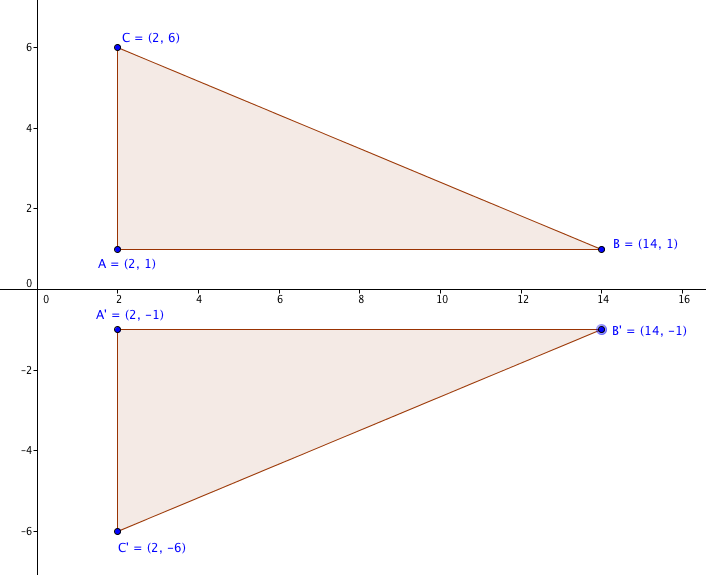 C = (2, 6)
6
4
2
B = (14, 1)
A = (2, 1)
0
0 2 4 6 8 10 12 14 16
A' = (2, −1)
B' = (14, −1)
−2
−4
−6
C' = (2, −6)